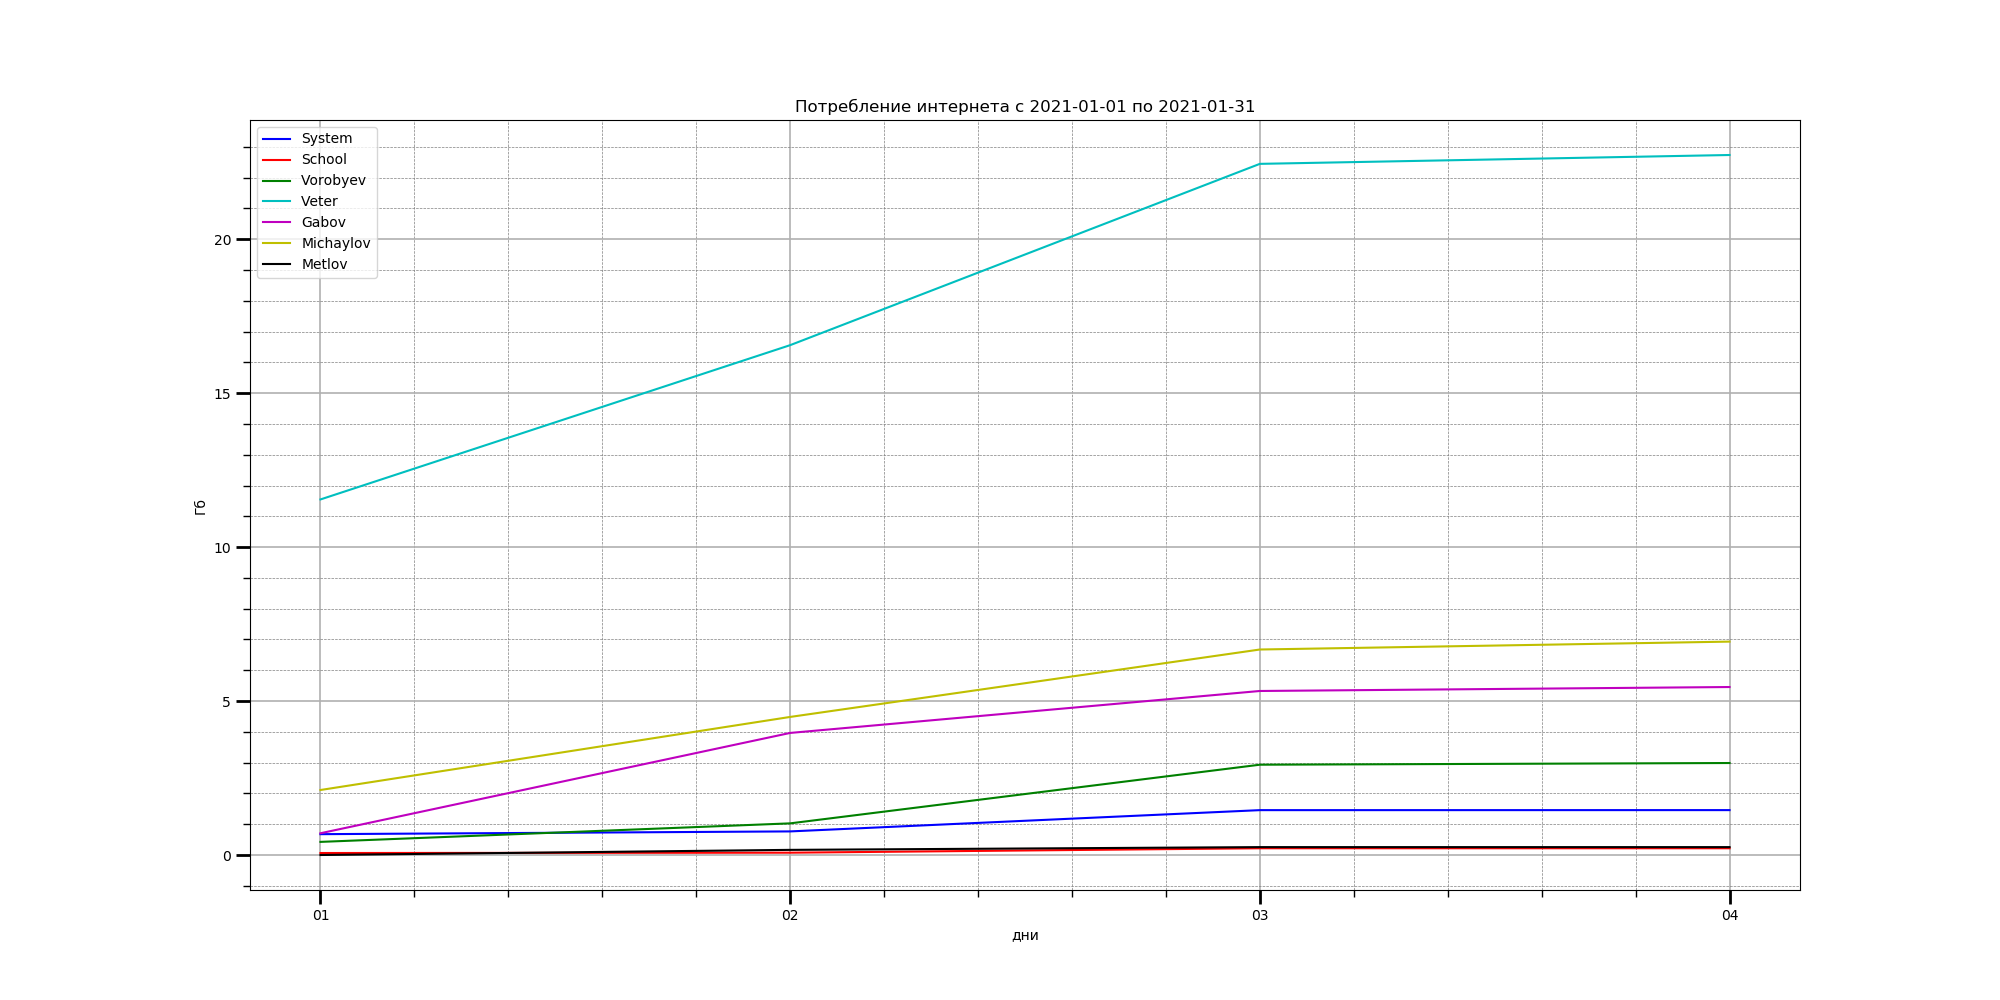 Потребление интернета с 2021-01-01 по 2021-01-31
System
School
Vorobyev
Veter
Gabov
Michaylov
Metlov
20
15
10
5
0
Гб
01 02 03 04
дни